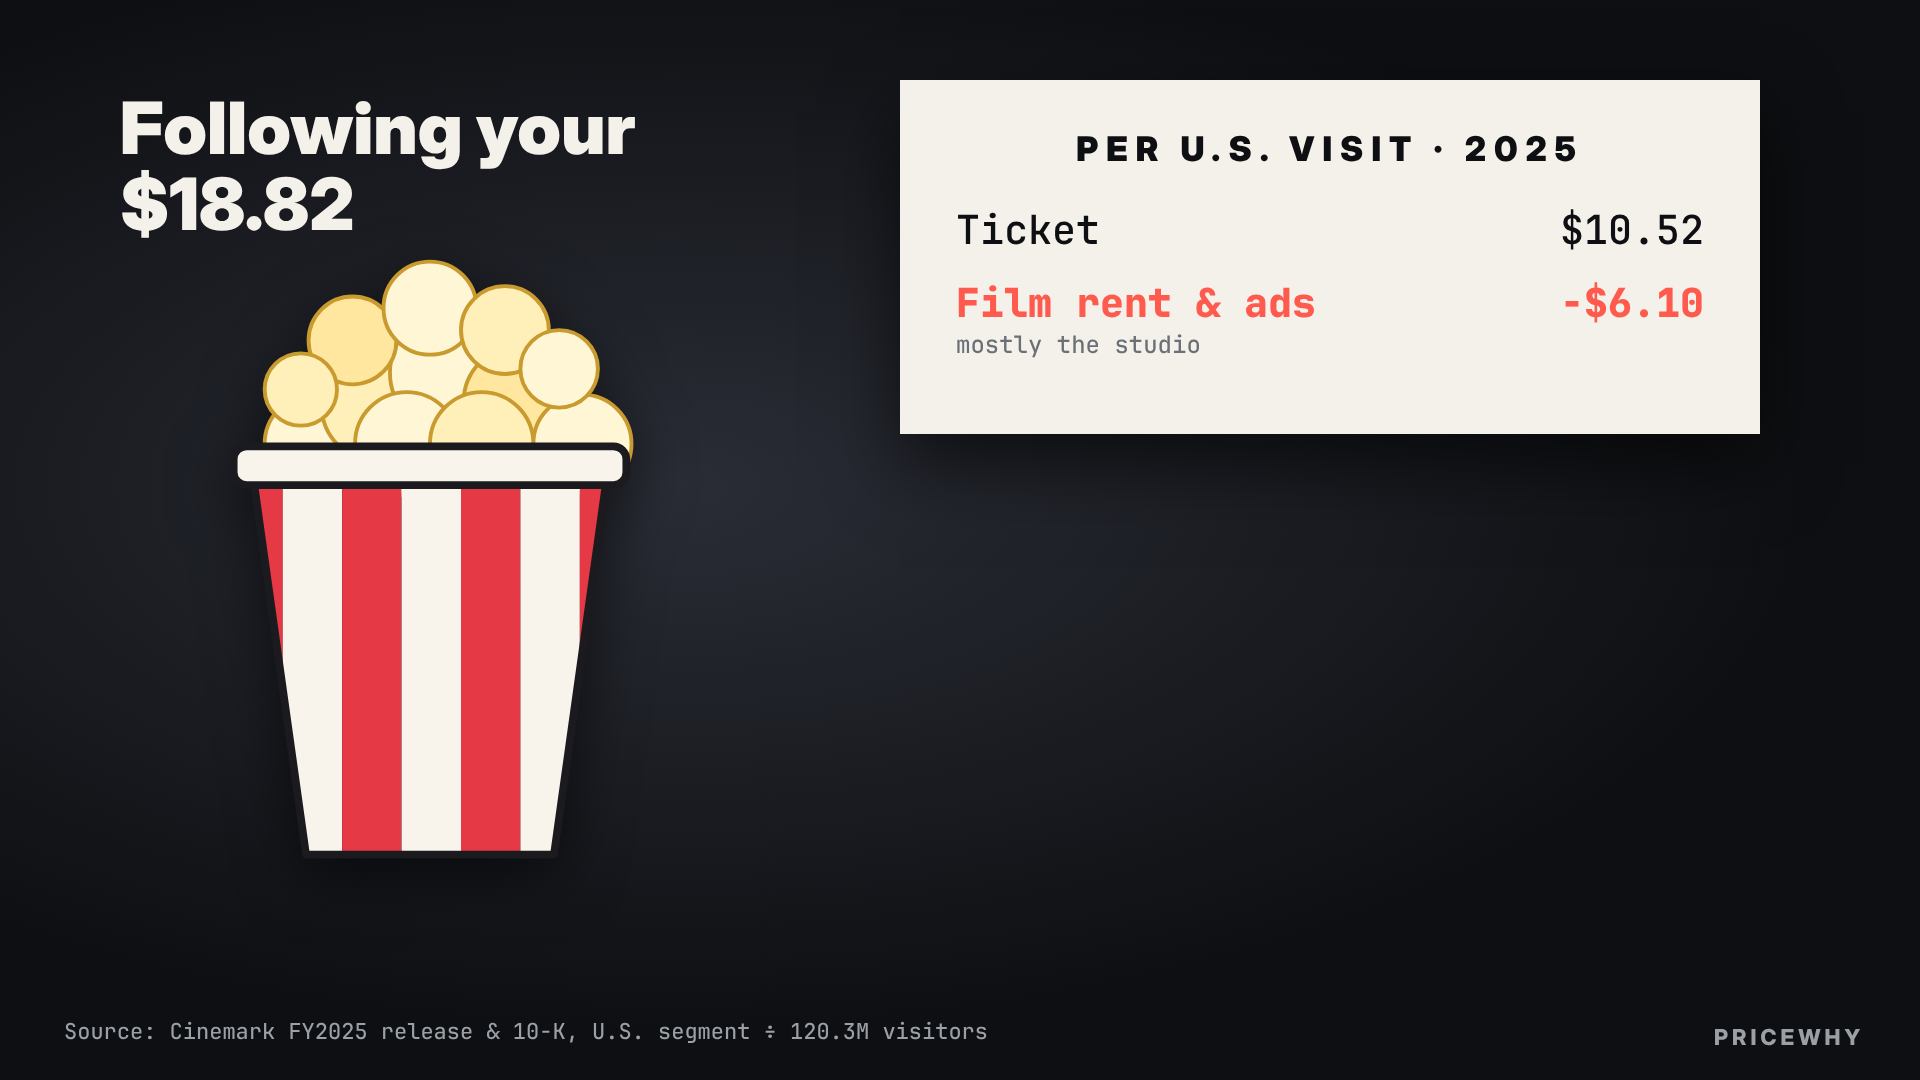 Following your
$18.82
PER U.S. VISIT · 2025
Ticket $10.52
Film rent & ads -$6.10
mostly the studio
Source: Cinemark FY2025 release & 10-K, U.S. segment ÷ 120.3M visitors
PRICEWHY